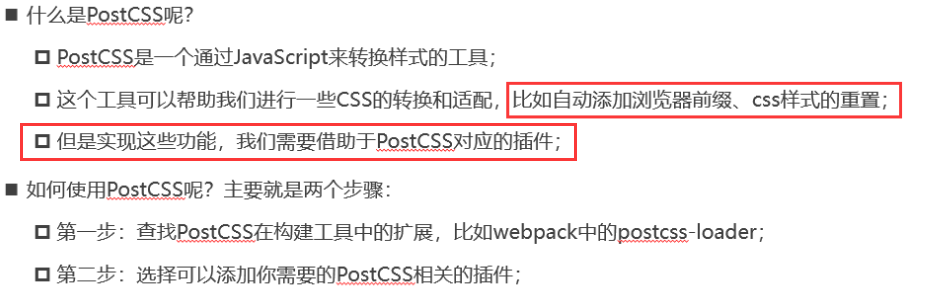 什么是PostCSS呢？
PostCSS是一个通过JavaScript来转换样式的工具；
这个工具可以帮助我们进行一些CSS的转换和适配，比如自动添加浏览器前缀、css样式的重置；
但是实现这些功能，我们需要借助于PostCSS对应的插件；
如何使用PostCSS呢？主要就是两个步骤：
第一步：查找PostCSS在构建工具中的扩展，比如webpack中的postcss-loader；
第二步：选择可以添加你需要的PostCSS相关的插件；